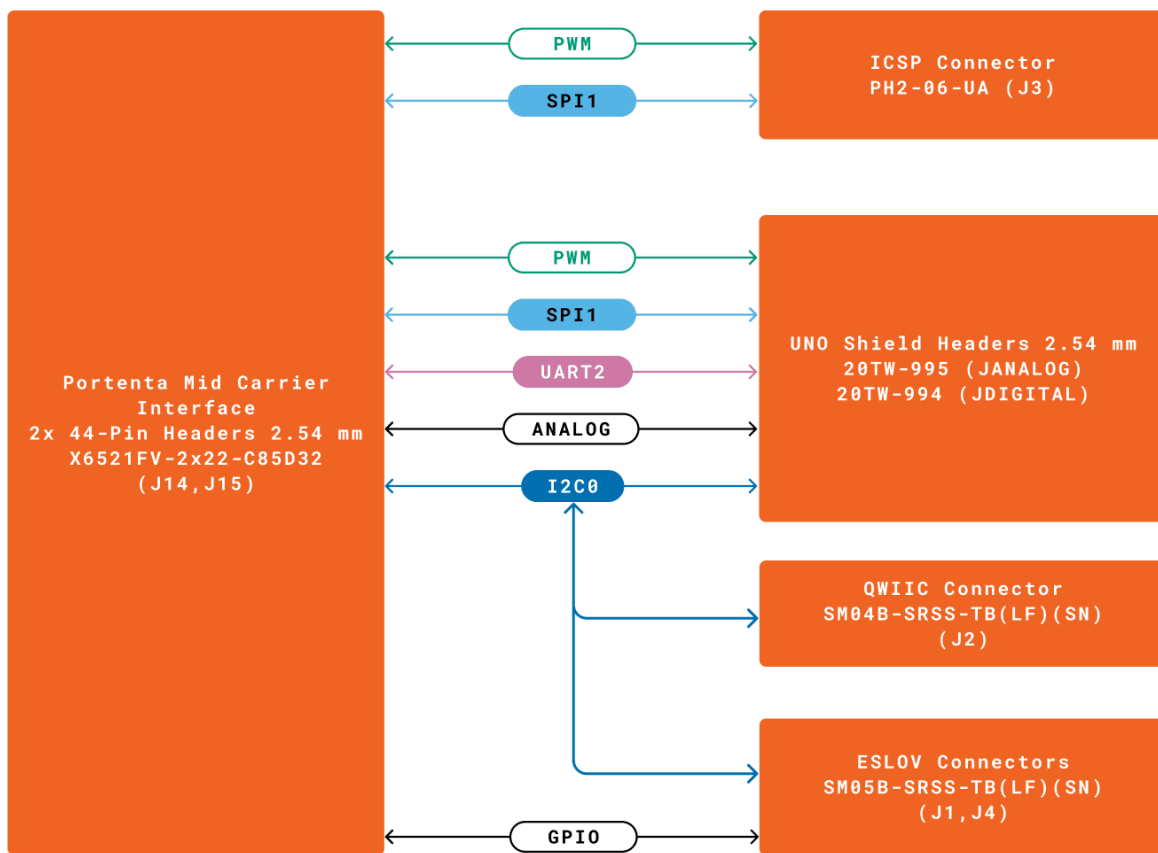 PWM
SPI1
ICSP Connector
PH2-06-UA (J3)
PWM
SPI1
UART2
ANALOG
I2C0
Portenta Mid Carrier
Interface
2x 44-Pin Headers 2.54 mm
X6521FV-2x22-C85D32
(J14,J15)
UNO Shield Headers 2.54 mm
20TW-995 (JANALOG)
20TW-994 (JDIGITAL)
QWIIC Connector
SM04B-SRSS-TB(LF)(SN)
(J2)
ESLOV Connectors
SM05B-SRSS-TB(LF)(SN)
(J1,J4)
GPIO